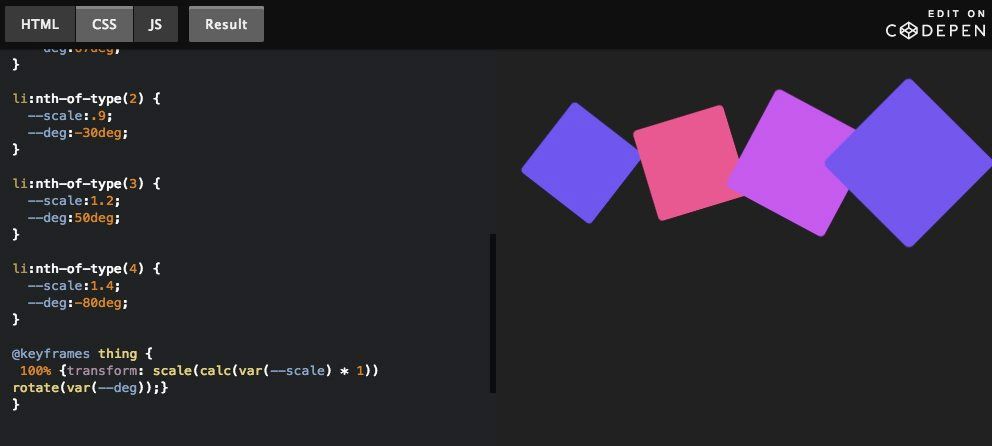 HTML CSS JS Result
EDIT ON
CODEPEN
--deg:67deg;
}
li:nth-of-type(2) {
--scale:.9;
--deg:-30deg;
}
li:nth-of-type(3) {
--scale:1.2;
--deg:50deg;
}
li:nth-of-type(4) {
--scale:1.4;
--deg:-80deg;
}
@keyframes thing {
100% {transform: scale(calc(var(--scale) * 1))
rotate(var(--deg));}
}